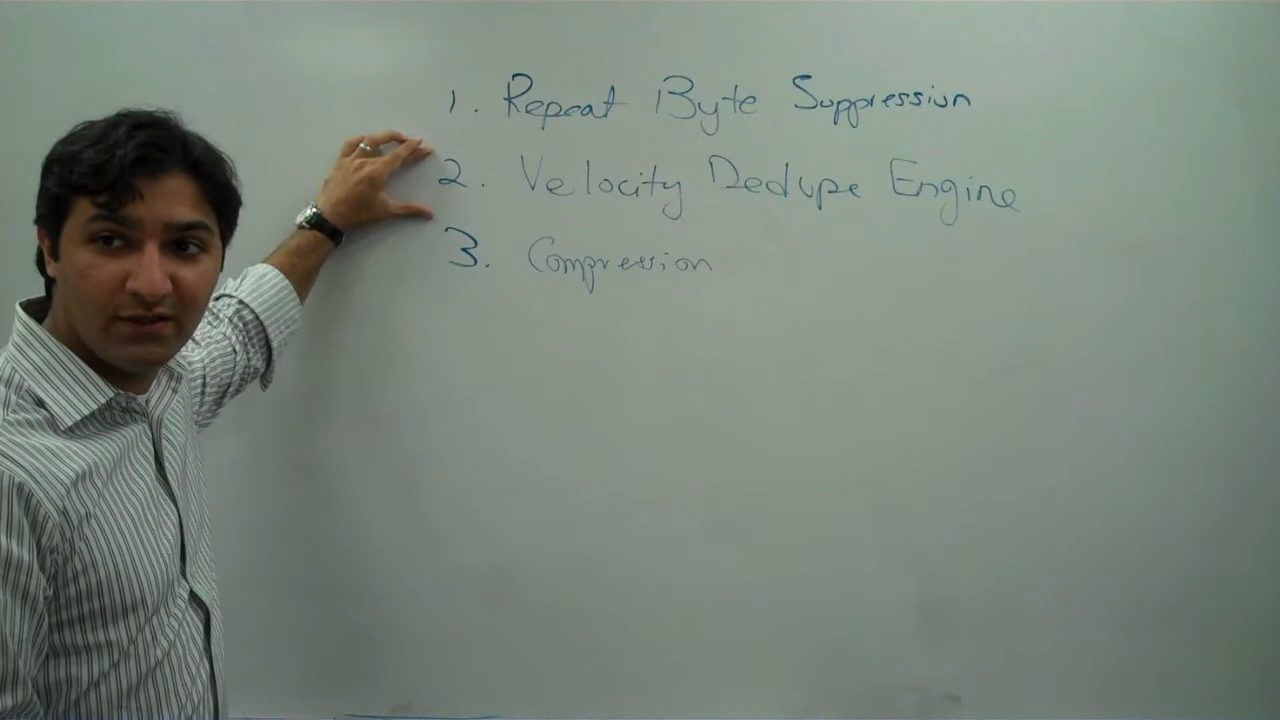 1. Repeat Byte Suppression
2. Velocity Dedupe Engine
3. Compression